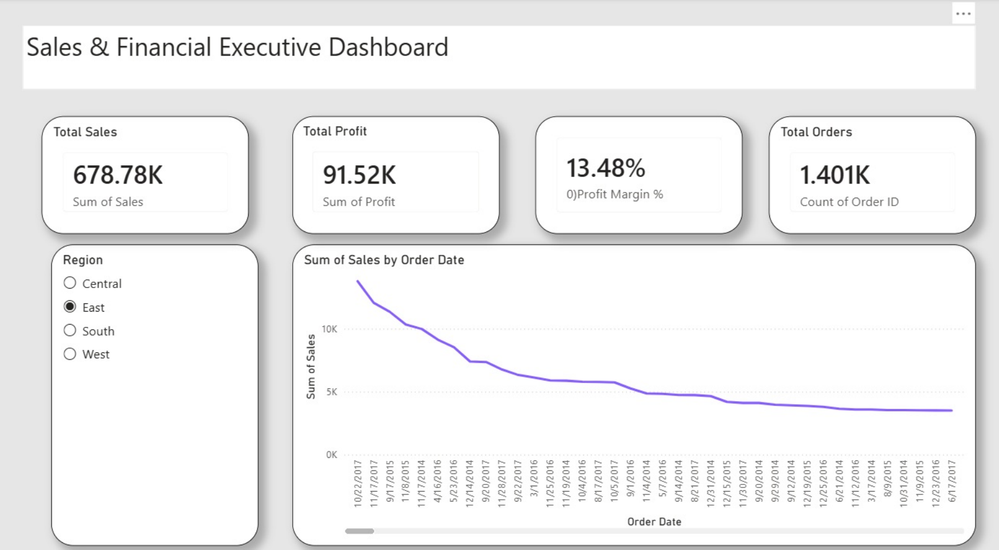 Sales & Financial Executive Dashboard
Total Sales
678.78K
Sum of Sales
Total Profit
91.52K
Sum of Profit
13.48%
0)Profit Margin %
Total Orders
1.401K
Count of Order ID
Region
Central
East
South
West
Sum of Sales by Order Date
Sum of Sales
10K
5K
0K
10/22/2017
11/17/2017
9/17/2015
11/8/2015
11/17/2014
4/16/2016
5/23/2016
12/14/2014
9/20/2017
11/28/2017
9/22/2017
3/1/2016
11/25/2016
11/19/2014
10/4/2016
8/17/2017
10/5/2017
9/1/2016
11/4/2014
5/7/2016
9/14/2014
8/21/2017
12/31/2014
12/15/2015
11/30/2017
9/20/2014
9/29/2014
9/12/2014
12/19/2015
12/25/2016
6/21/2014
11/12/2016
3/17/2014
8/9/2015
10/31/2014
11/9/2015
12/23/2016
6/17/2017
Order Date